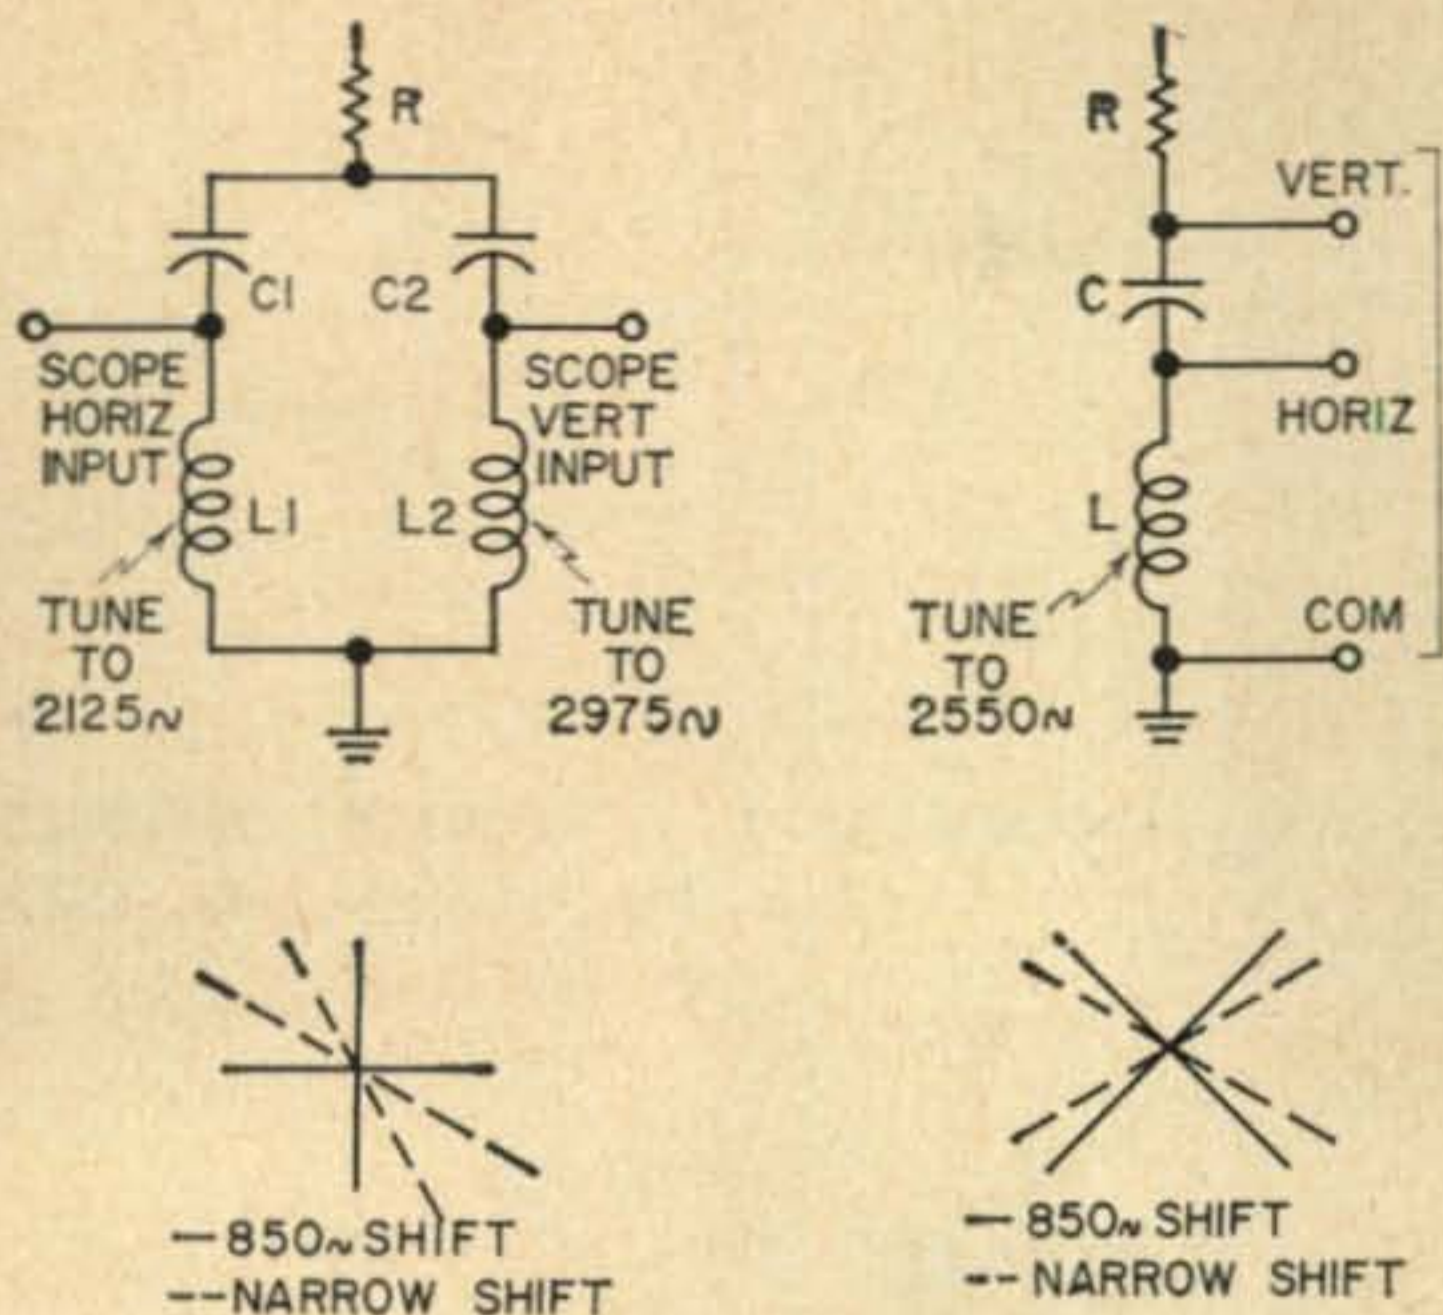 R
C1
C2
SCOPE
HORIZ
INPUT
SCOPE
VERT
INPUT
L1
L2
TUNE
TO
2125~
TUNE
TO
2975~
— 850~ SHIFT
-- NARROW SHIFT
R
VERT.
C
HORIZ
L
TUNE
TO
2550~
COM
— 850~ SHIFT
-- NARROW SHIFT